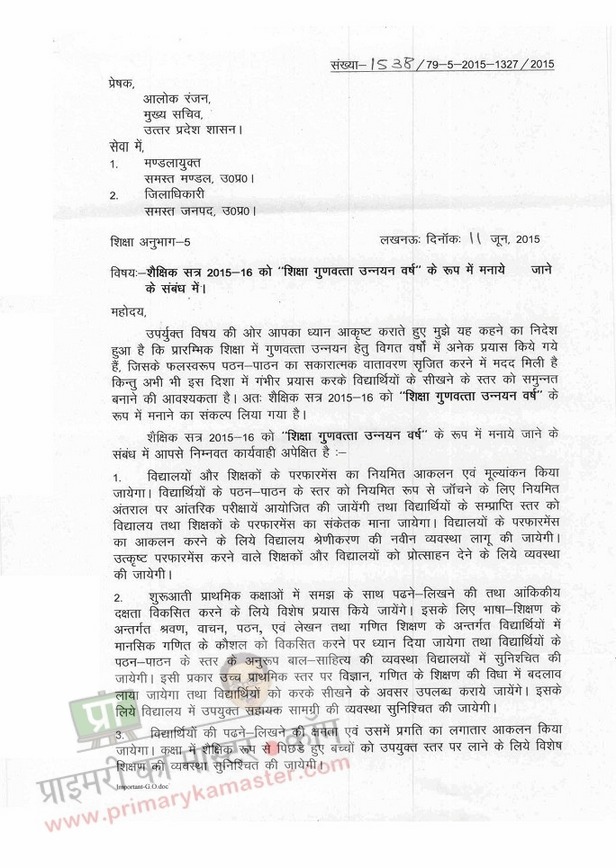 संख्या-1538/79-5-2015-1327/2015
प्रेषक,
आलोक रंजन,
मुख्य सचिव,
उत्तर प्रदेश शासन।
सेवा में,
1. मण्डलायुक्त
समस्त मण्डल, उ0प्र0।
2. जिलाधिकारी
समस्त जनपद, उ0प्र0।
शिक्षा अनुभाग-5 लखनऊः दिनॉकः 11 जून, 2015
विषयः-शैक्षिक सत्र 2015-16 को "शिक्षा गुणवत्ता उन्नयन वर्ष" के रूप में मनाये जाने
के संबंध में।
महोदय,
उपर्युक्त विषय की ओर आपका ध्यान आकृष्ट कराते हुए मुझे यह कहने का निदेश
हुआ है कि प्रारम्भिक शिक्षा में गुणवत्ता उन्नयन हेतु विगत वर्षो में अनेक प्रयास किये गये
हैं, जिसके फलस्वरूप पठन-पाठन का सकारात्मक वातावरण सृजित करने में मदद मिली है
किन्तु अभी भी इस दिशा में गंभीर प्रयास करके विद्यार्थियों के सीखने के स्तर को समुन्नत
बनाने की आवश्यकता है। अतः शैक्षिक सत्र 2015-16 को "शिक्षा गुणवत्ता उन्नयन वर्ष" के
रूप में मनाने का संकल्प लिया गया है।
शैक्षिक सत्र 2015-16 को "शिक्षा गुणवत्ता उन्नयन वर्ष" के रूप में मनाये जाने के
संबंध में आपसे निम्नवत कार्यवाही अपेक्षित है :-
1. विद्यालयों और शिक्षकों के परफारमेंस का नियमित आकलन एवं मूल्यांकन किया
जायेगा। विद्यार्थियों के पठन-पाठन के स्तर को नियमित रूप से जॉचने के लिए नियमित
अंतराल पर आंतरिक परीक्षायें आयोजित की जायेंगी तथा विद्यार्थियों के सम्प्राप्ति स्तर को
विद्यालय तथा शिक्षकों के परफारमेंस का संकेतक माना जायेगा। विद्यालयों के परफारमेंस
का आकलन करने के लिये विद्यालय श्रेणीकरण की नवीन व्यवस्था लागू की जायेगी।
उत्कृष्ट परफारमेंस करने वाले शिक्षकों और विद्यालयों को प्रोत्साहन देने के लिये व्यवस्था
की जायेगी।
2. शुरूआती प्राथमिक कक्षाओं में समझ के साथ पढने-लिखने की तथा आंकिकीय
दक्षता विकसित करने के लिये विशेष प्रयास किये जायेंगे। इसके लिए भाषा-शिक्षण के
अन्तर्गत श्रवण, वाचन, पठन, एवं लेखन तथा गणित शिक्षण के अन्तर्गत विद्यार्थियों में
मानसिक गणित के कौशल को विकसित करने पर ध्यान दिया जायेगा तथा विद्यार्थियों के
पठन-पाठन के स्तर के अनुरूप बाल-साहित्य की व्यवस्था विद्यालयों में सुनिश्चित की
जायेगी। इसी प्रकार उच्च प्राथमिक स्तर पर विज्ञान, गणित के शिक्षण की विधा में बदलाव
लाया जायेगा तथा विद्यार्थियों को करके सीखने के अवसर उपलब्ध कराये जायेंगे। इसके
लिये विद्यालय में उपयुक्त सहायक सामग्री की व्यवस्था सुनिश्चित की जायेगी।
3. विद्यार्थियों की पढने-लिखने की क्षमता एवं उसमें प्रगति का लगातार आकलन किया
जायेगा। कक्षा में शैक्षिक रूप से पिछडे हुए बच्चों को उपयुक्त स्तर पर लाने के लिये विशेष
शिक्षण की व्यवस्था सुनिश्चित की जायेगी।
Important-G.O.doc
प्रा
प्राइमरी का मास्टर.कॉम
www.primarykamaster.com